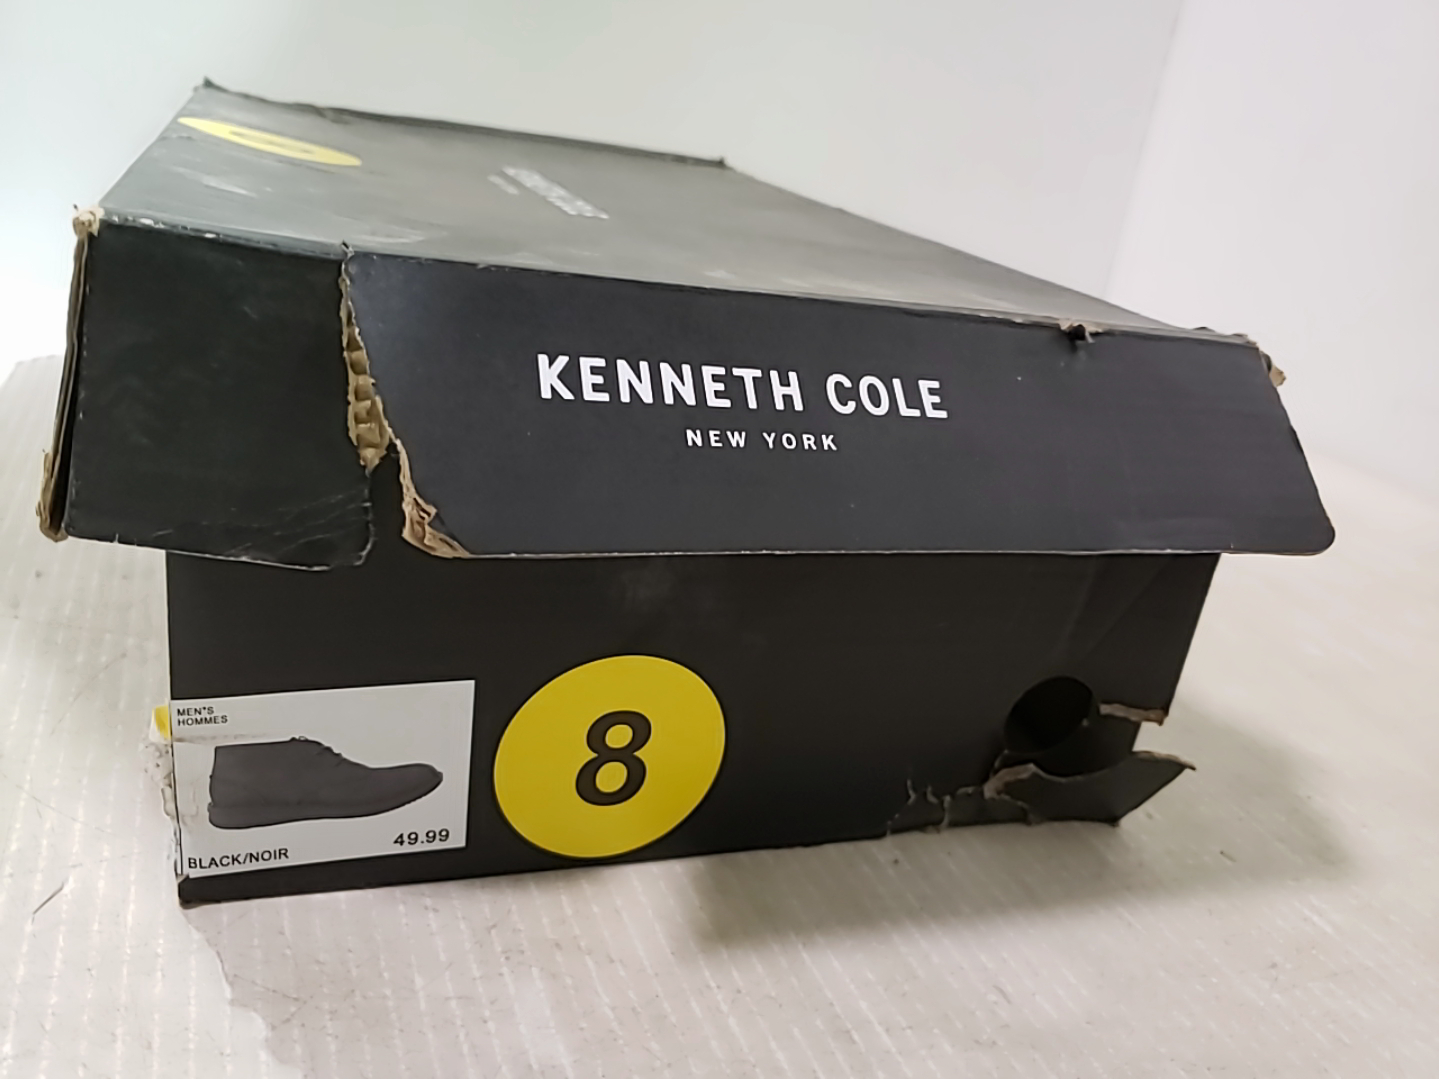 KENNETH COLE
NEW YORK
MEN'S
HOMMES
8
49.99
BLACK/NOIR